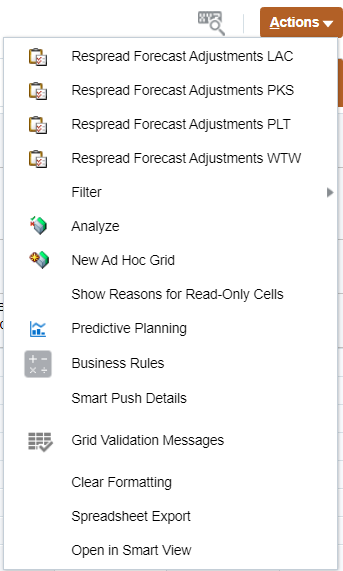 Actions
Respread Forecast Adjustments LAC
Respread Forecast Adjustments PKS
Respread Forecast Adjustments PLT
Respread Forecast Adjustments WTW
Filter
Analyze
New Ad Hoc Grid
Show Reasons for Read-Only Cells
Predictive Planning
Business Rules
Smart Push Details
Grid Validation Messages
Clear Formatting
Spreadsheet Export
Open in Smart View